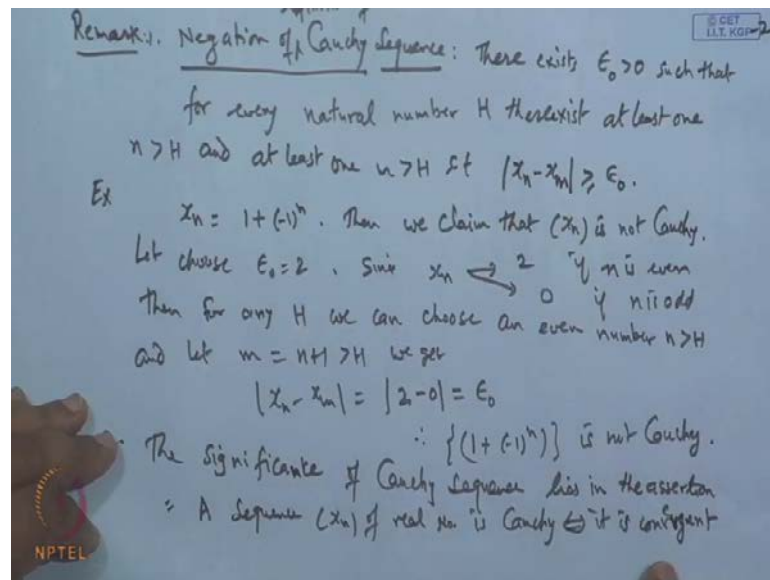 Remark:. Negation of a Cauchy Sequence : There exists ϵ₀ > 0 such that
© CET
I.I.T. KGP
for every natural number H there exist at least one
n > H and at least one m > H st |xₙ - xₘ| ≥ ϵ₀.
Ex
xₙ = 1 + (-1)ⁿ . Then we claim that (xₙ) is not Cauchy.
Let choose ϵ₀ = 2 . Since xₙ → 2 if n is even
→ 0 if n is odd
Then for any H we can choose an even number n > H
and let m = n+1 > H we get
|xₙ - xₘ| = |2 - 0| = ϵ₀
∴ {(1 + (-1)ⁿ)} is not Cauchy.
The significance of Cauchy Sequence lies in the assertion
: A Sequence (xₙ) of real No. is Cauchy ⇔ it is convergent
NPTEL